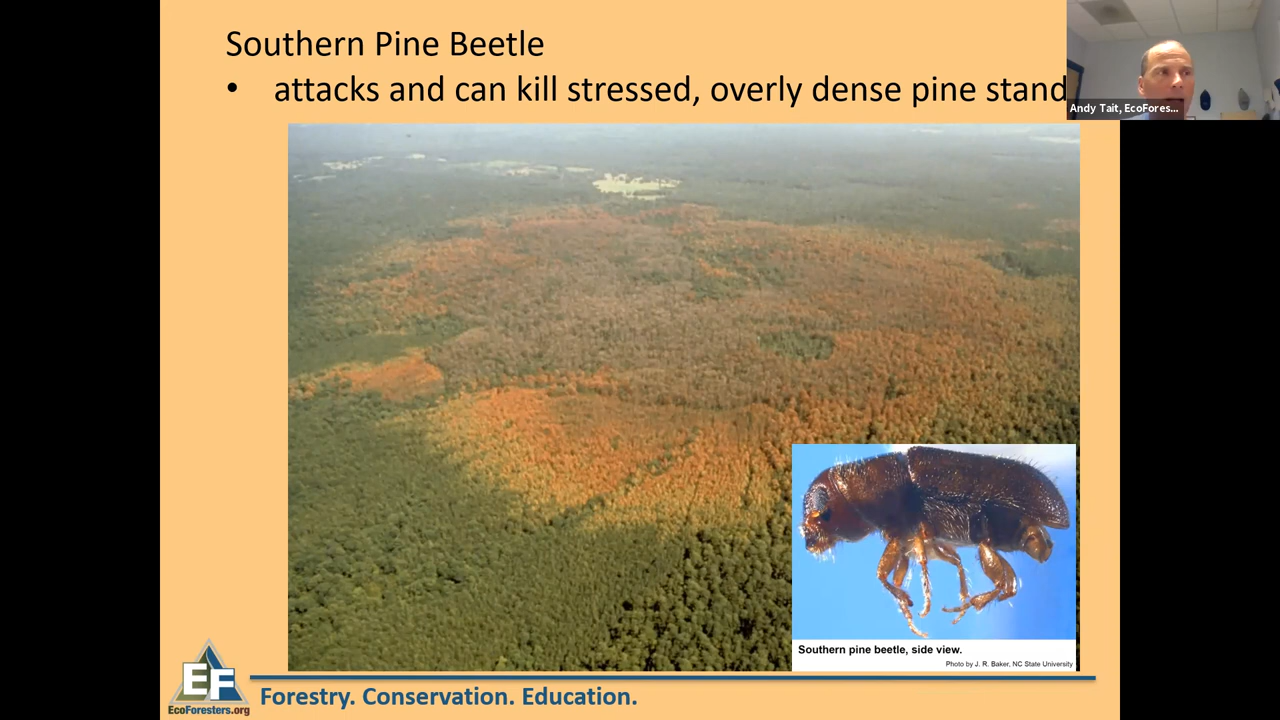 Southern Pine Beetle
• attacks and can kill stressed, overly dense pine stand
Andy Tait, EcoFores...
Southern pine beetle, side view.
Photo by J. R. Baker, NC State University
EF
EcoForesters.org
Forestry. Conservation. Education.